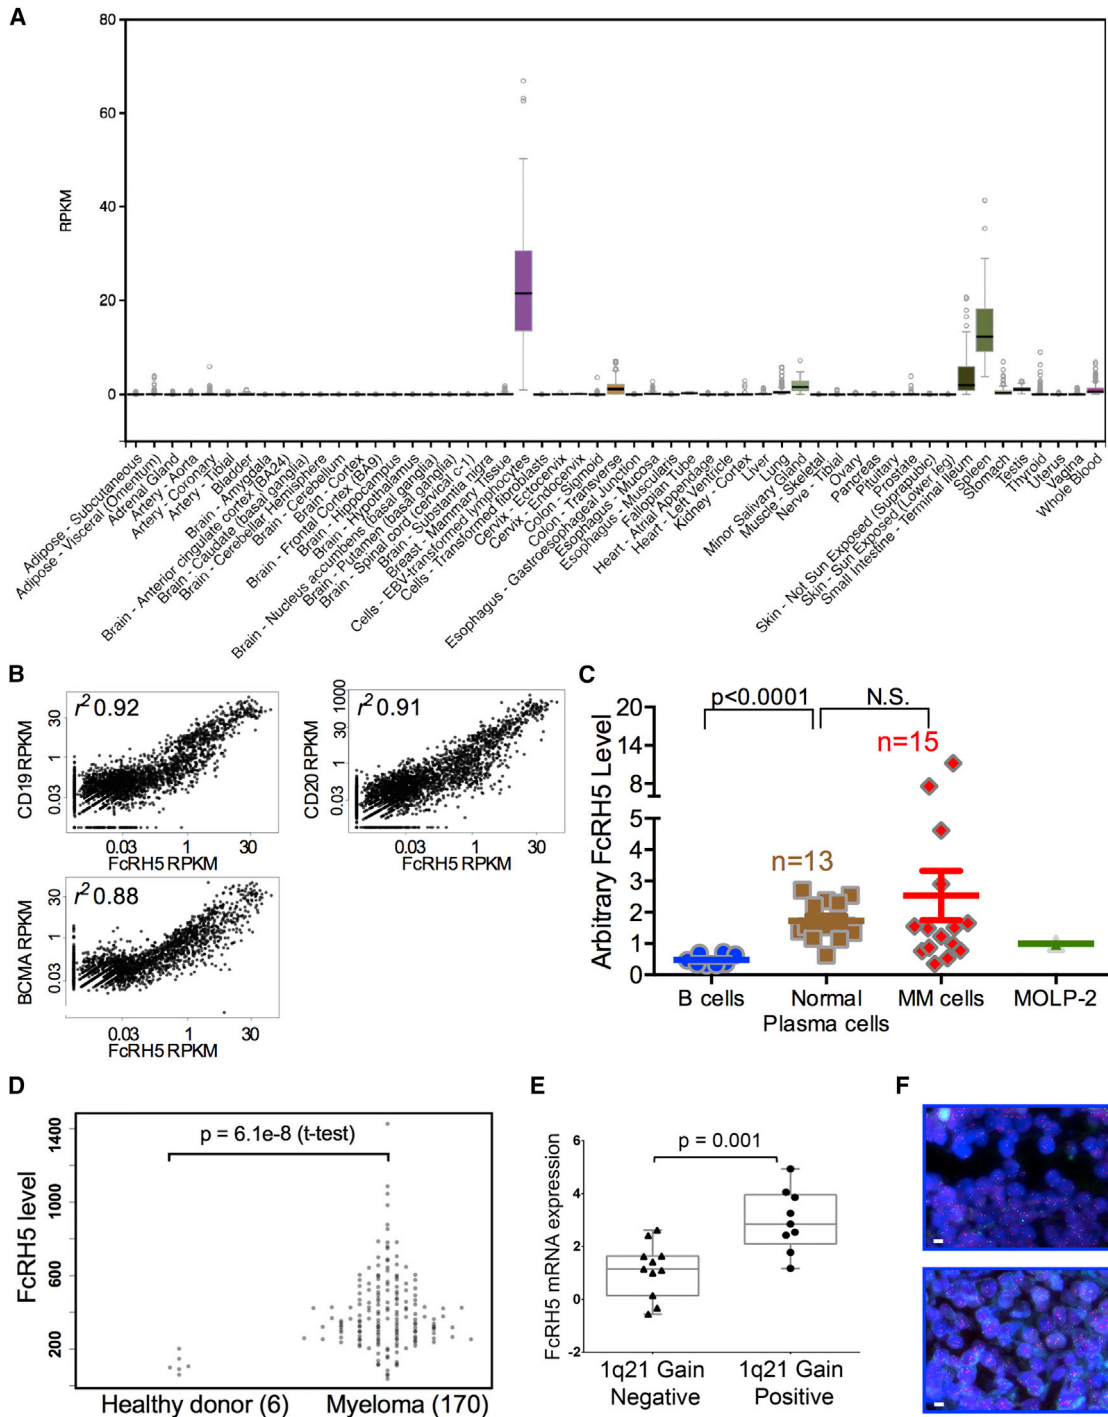 A
80
60
40
20
0
RPKM
Adipose - Subcutaneous
Adipose - Visceral (Omentum)
Adrenal Gland
Artery - Aorta
Artery - Coronary
Artery - Tibial
Bladder
Brain - Amygdala
Brain - Anterior cingulate cortex (BA24)
Brain - Caudate (basal ganglia)
Brain - Cerebellar Hemisphere
Brain - Cerebellum
Brain - Cortex
Brain - Frontal Cortex (BA9)
Brain - Hippocampus
Brain - Hypothalamus
Brain - Nucleus accumbens (basal ganglia)
Brain - Putamen (basal ganglia)
Brain - Spinal cord (cervical c-1)
Brain - Substantia nigra
Breast - Mammary Tissue
Cells - EBV-transformed lymphocytes
Cells - Transformed fibroblasts
Cervix - Ectocervix
Cervix - Endocervix
Colon - Sigmoid
Colon - Transverse
Esophagus - Gastroesophageal Junction
Esophagus - Mucosa
Esophagus - Muscularis
Fallopian Tube
Heart - Atrial Appendage
Heart - Left Ventricle
Kidney - Cortex
Liver
Lung
Minor Salivary Gland
Muscle - Skeletal
Nerve - Tibial
Ovary
Pancreas
Pituitary
Prostate
Skin - Not Sun Exposed (Suprapubic)
Skin - Sun Exposed (Lower leg)
Small Intestine - Terminal Ileum
Spleen
Stomach
Testis
Thyroid
Uterus
Vagina
Whole Blood
B
r² 0.92
CD19 RPKM
30
1
0.03
0.03 1 30
FcRH5 RPKM
r² 0.91
CD20 RPKM
1000
30
1
0.03
0.03 1 30
FcRH5 RPKM
r² 0.88
BCMA RPKM
30
1
0.03
0.03 1 30
FcRH5 RPKM
C
Arbitrary FcRH5 Level
20
14
8
5
4
3
2
1
0
p<0.0001
N.S.
n=15
n=13
B cells
Normal
Plasma cells
MM cells
MOLP-2
D
FcRH5 level
1400
1000
600
200
p = 6.1e-8 (t-test)
Healthy donor (6)
Myeloma (170)
E
FcRH5 mRNA expression
6
4
2
0
-2
p = 0.001
1q21 Gain
Negative
1q21 Gain
Positive
F